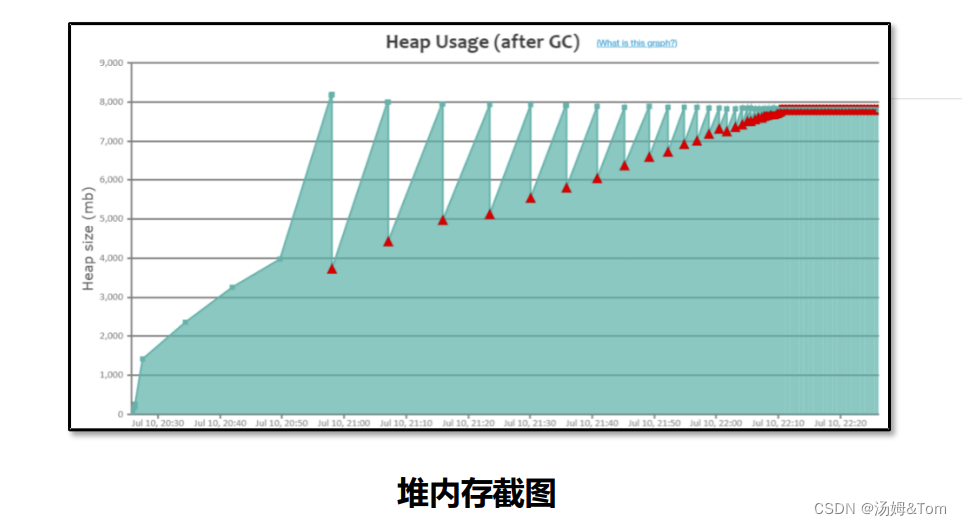 Heap Usage (after GC) (What is this graph?)
9,000
8,000
7,000
6,000
5,000
4,000
3,000
2,000
1,000
0
Heap size (mb)
Jul 10, 20:30 Jul 10, 20:40 Jul 10, 20:50 Jul 10, 21:00 Jul 10, 21:10 Jul 10, 21:20 Jul 10, 21:30 Jul 10, 21:40 Jul 10, 21:50 Jul 10, 22:00 Jul 10, 22:10 Jul 10, 22:20
堆内存截图
CSDN @汤姆&Tom